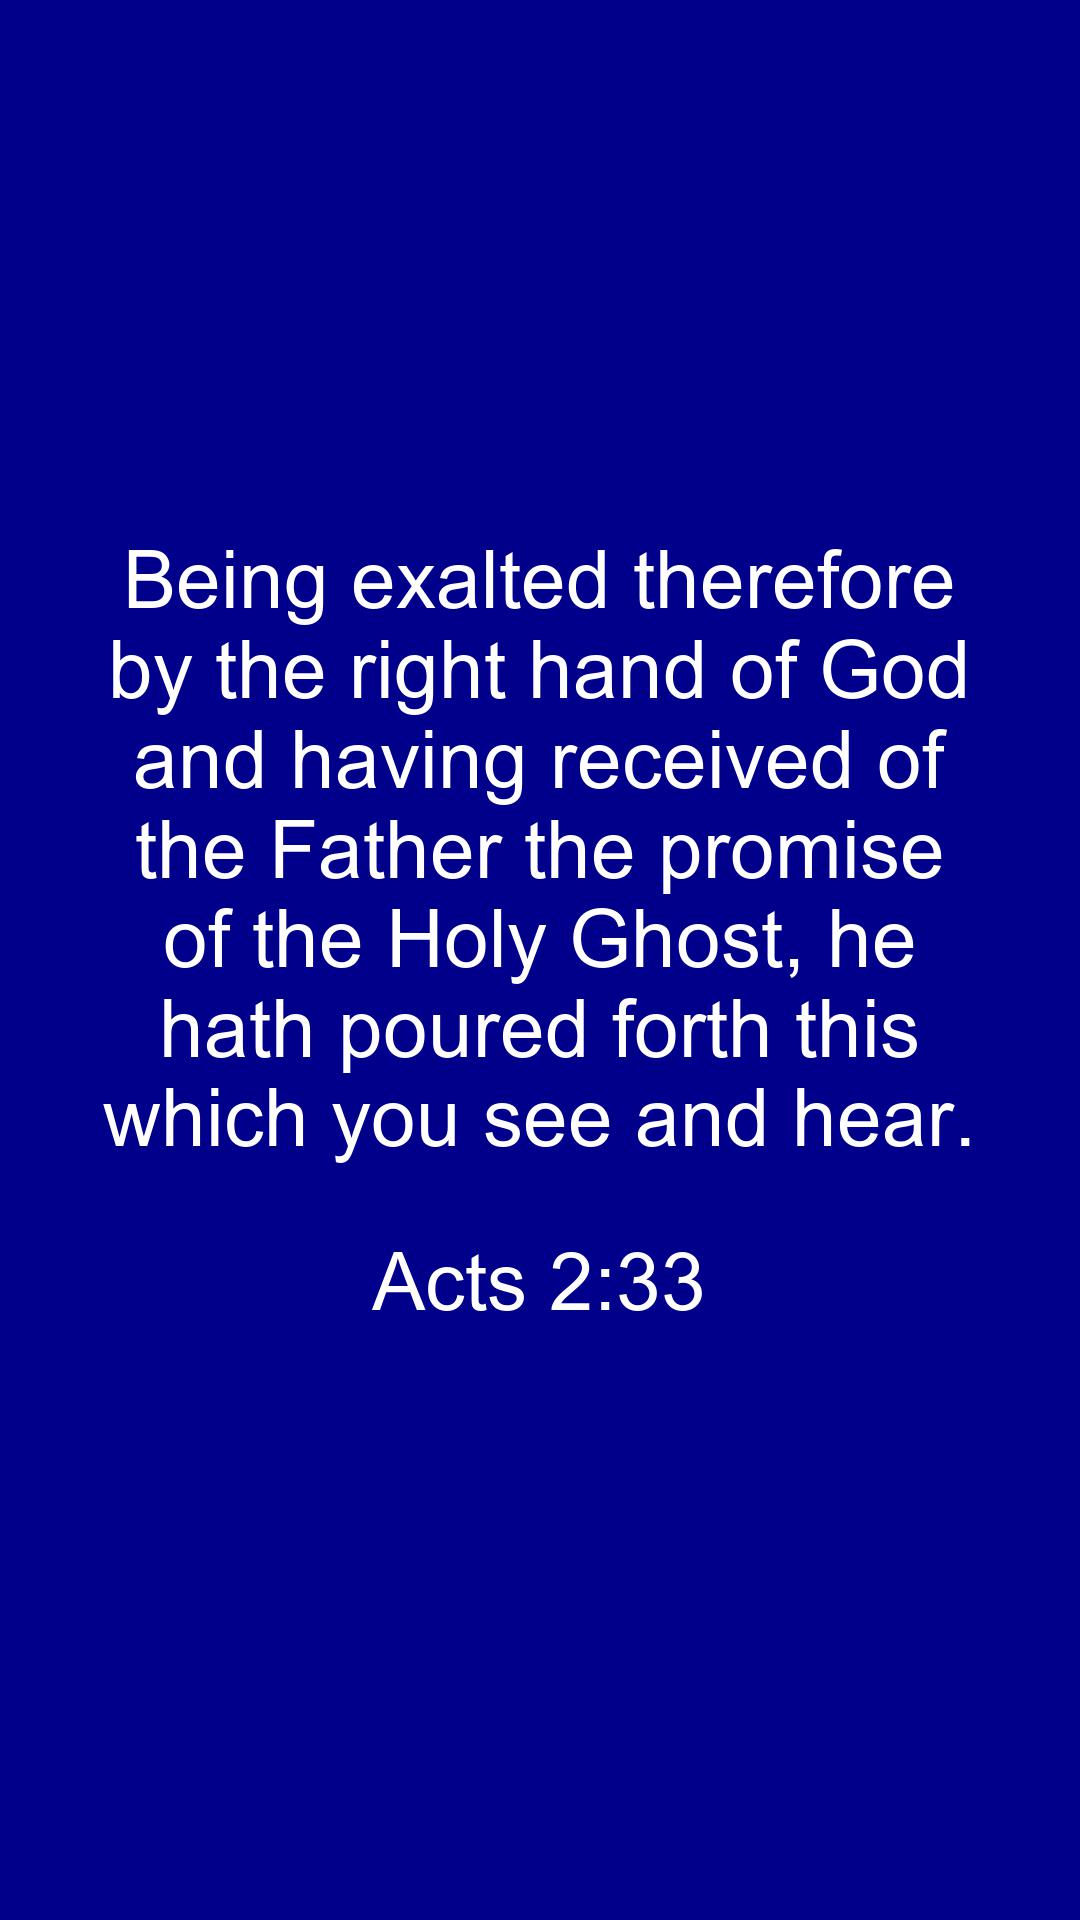 Being exalted therefore
by the right hand of God
and having received of
the Father the promise
of the Holy Ghost, he
hath poured forth this
which you see and hear.
Acts 2:33